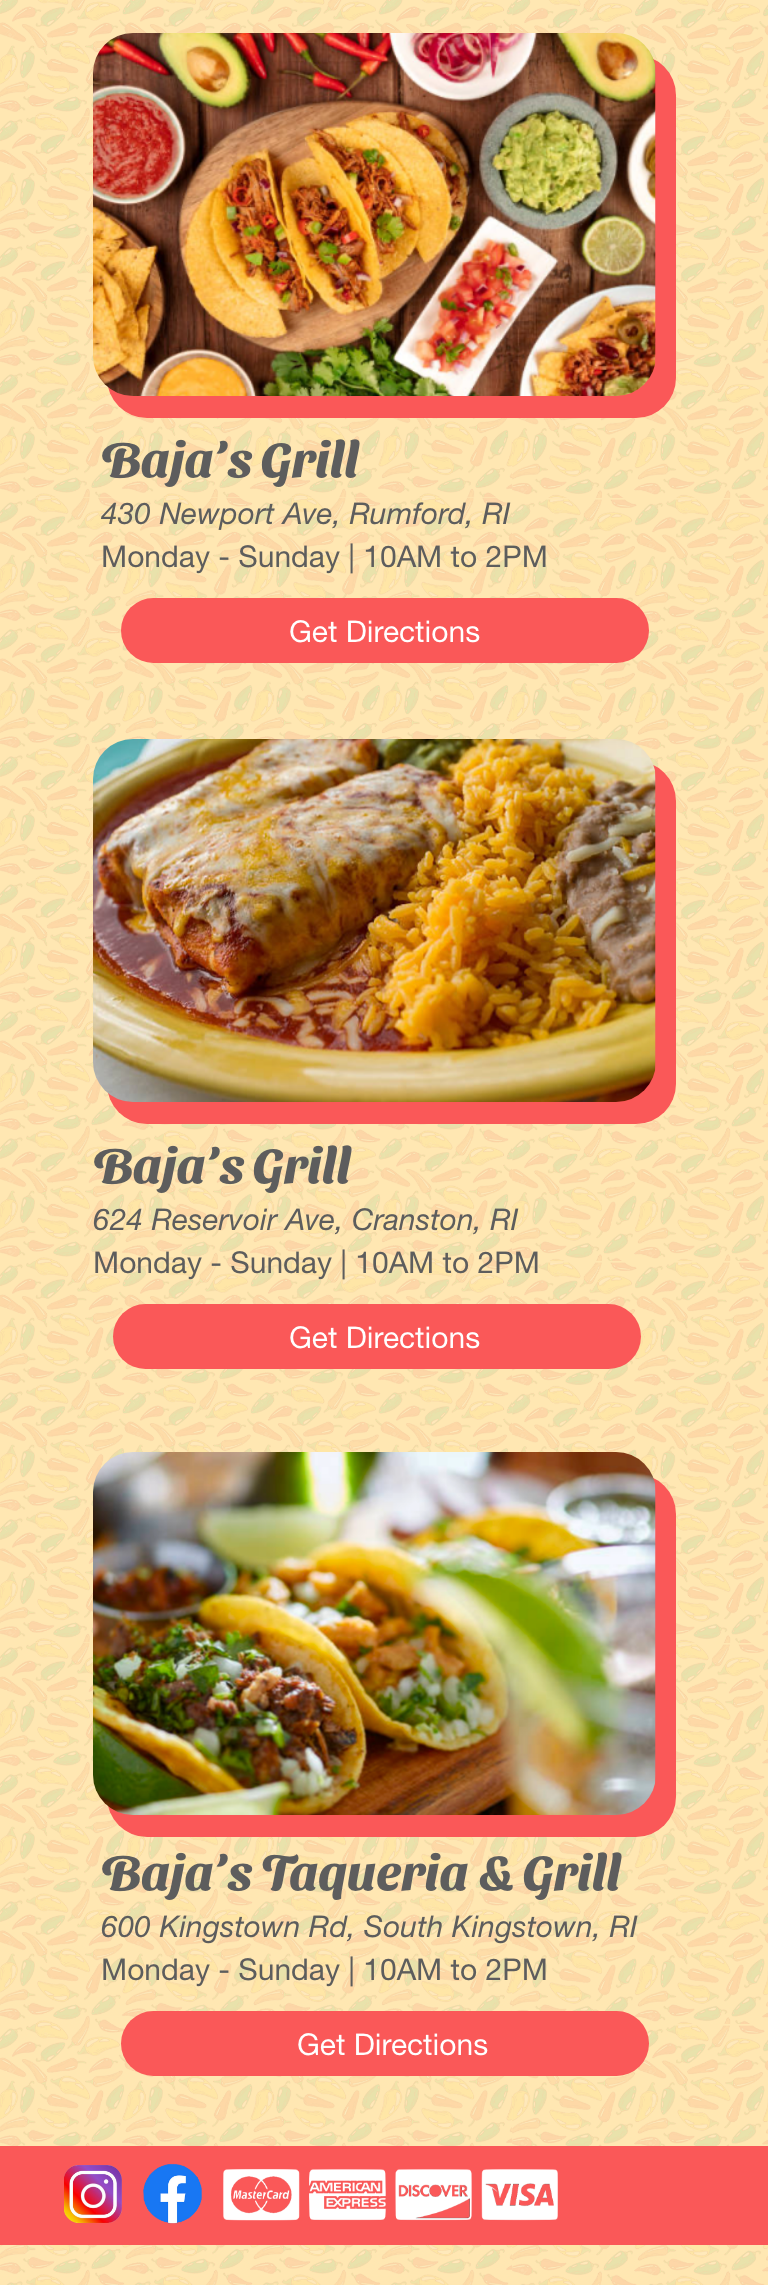 Baja's Grill
430 Newport Ave, Rumford, RI
Monday - Sunday | 10AM to 2PM
Get Directions
Baja's Grill
624 Reservoir Ave, Cranston, RI
Monday - Sunday | 10AM to 2PM
Get Directions
Baja's Taqueria & Grill
600 Kingstown Rd, South Kingstown, RI
Monday - Sunday | 10AM to 2PM
Get Directions
MasterCard
AMERICAN
EXPRESS
DISCOVER
VISA